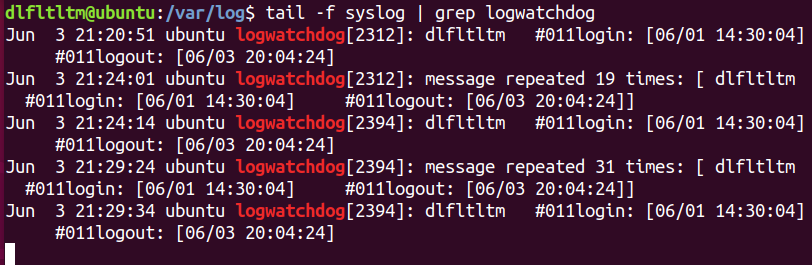 dlfltltm@ubuntu:/var/log$ tail -f syslog | grep logwatchdog
Jun  3 21:20:51 ubuntu logwatchdog[2312]: dlfltltm   #011login: [06/01 14:30:04]
     #011logout: [06/03 20:04:24]
Jun  3 21:24:01 ubuntu logwatchdog[2312]: message repeated 19 times: [ dlfltltm
  #011login: [06/01 14:30:04]     #011logout: [06/03 20:04:24]]
Jun  3 21:24:14 ubuntu logwatchdog[2394]: dlfltltm   #011login: [06/01 14:30:04]
     #011logout: [06/03 20:04:24]
Jun  3 21:29:24 ubuntu logwatchdog[2394]: message repeated 31 times: [ dlfltltm
  #011login: [06/01 14:30:04]     #011logout: [06/03 20:04:24]]
Jun  3 21:29:34 ubuntu logwatchdog[2394]: dlfltltm   #011login: [06/01 14:30:04]
     #011logout: [06/03 20:04:24]